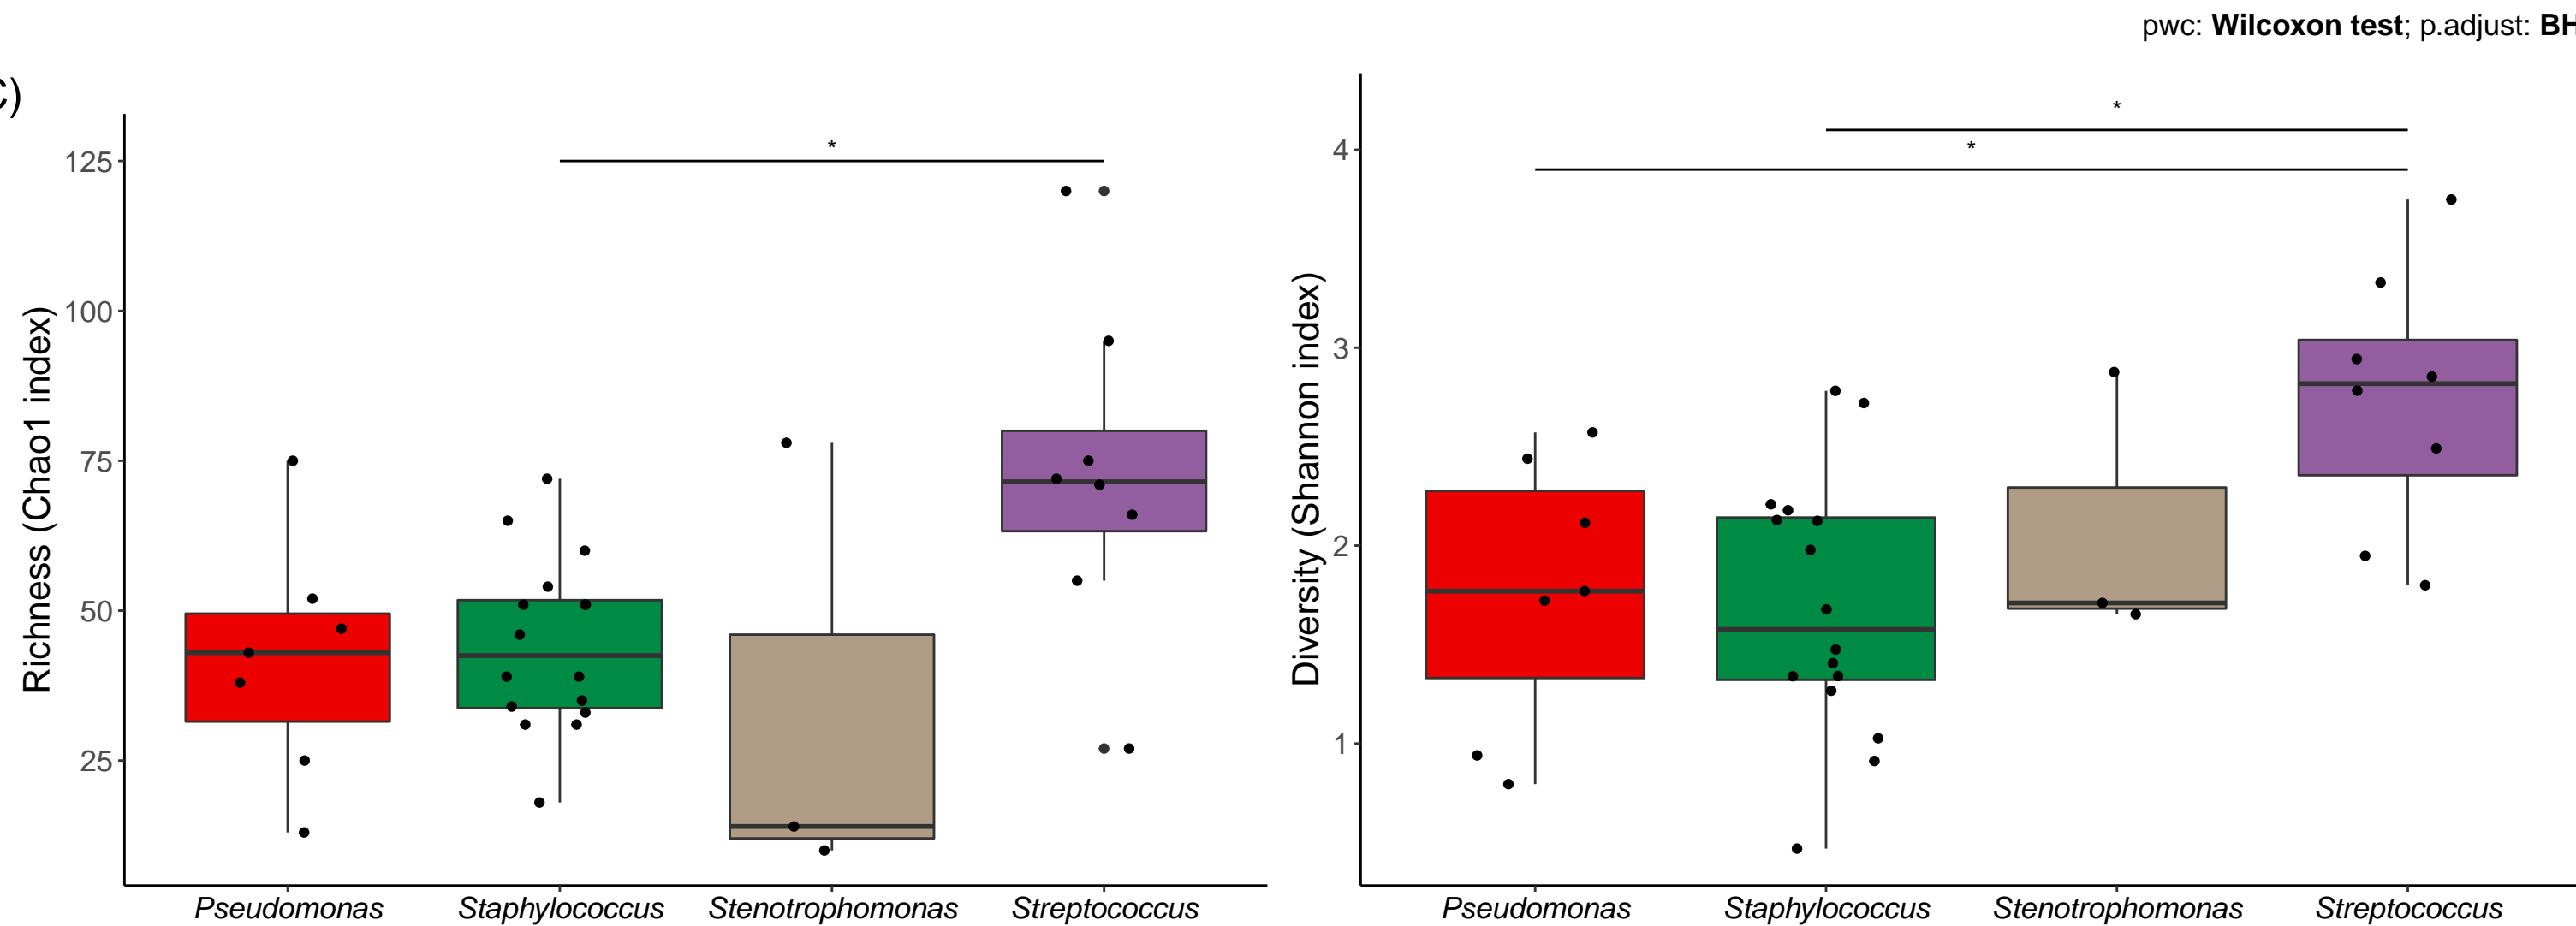 pwc: Wilcoxon test; p.adjust: BH
C)
Richness (Chao1 index)
125
100
75
50
25
*
Pseudomonas Staphylococcus Stenotrophomonas Streptococcus
Diversity (Shannon index)
4
3
2
1
*
*
Pseudomonas Staphylococcus Stenotrophomonas Streptococcus